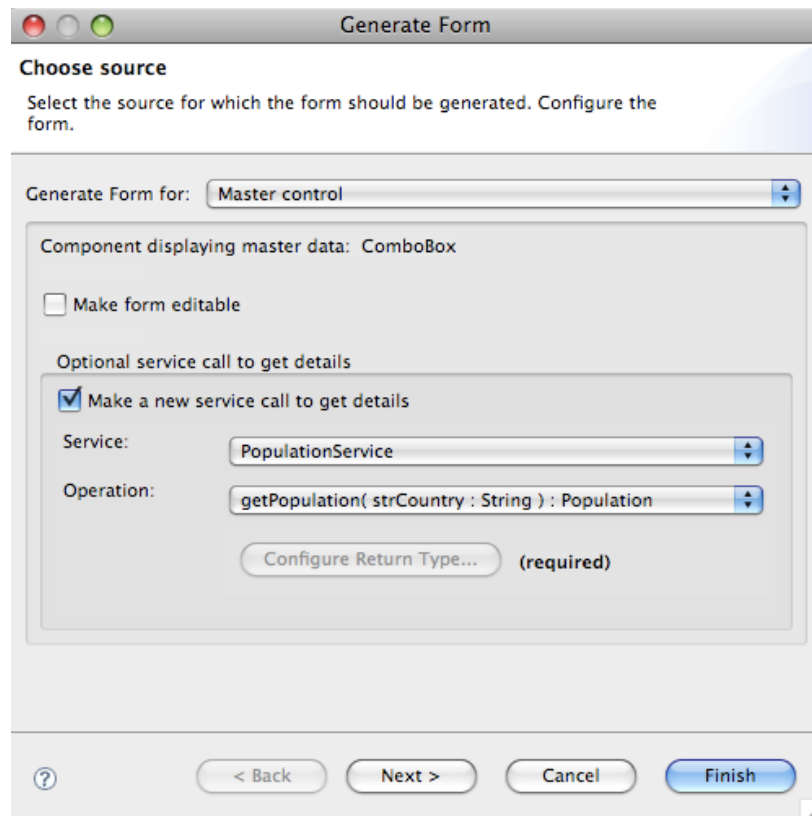 Generate Form
Choose source
Select the source for which the form should be generated. Configure the
form.
Generate Form for: Master control
Component displaying master data: ComboBox
Make form editable
Optional service call to get details
Make a new service call to get details
Service: PopulationService
Operation: getPopulation( strCountry : String ) : Population
Configure Return Type... (required)
? < Back Next > Cancel Finish